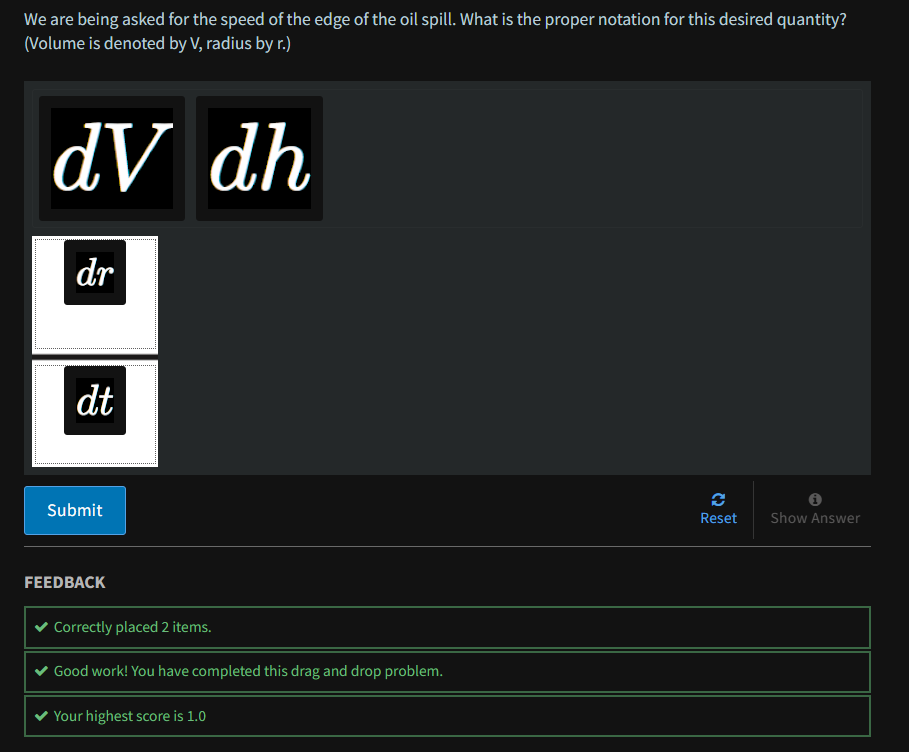 We are being asked for the speed of the edge of the oil spill. What is the proper notation for this desired quantity?
(Volume is denoted by V, radius by r.)
dV dh
dr
dt
Submit
Reset
Show Answer
FEEDBACK
✔ Correctly placed 2 items.
✔ Good work! You have completed this drag and drop problem.
✔ Your highest score is 1.0